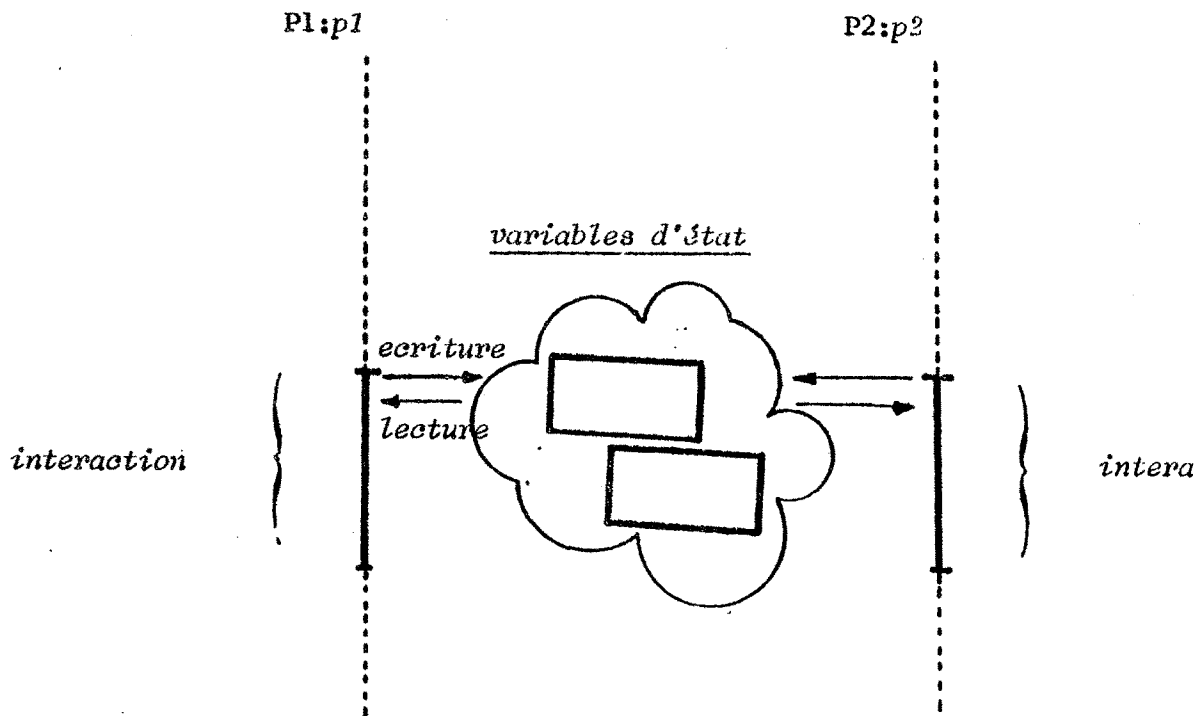 P1:p1
P2:p2
variables d'état
ecriture
lecture
interaction
intera